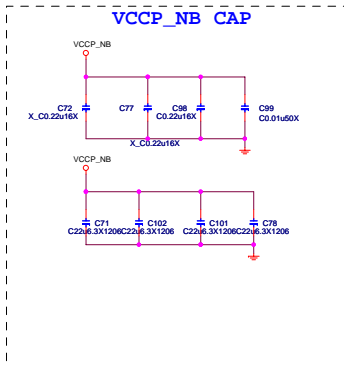 VCCP_NB CAP
VCCP_NB
C72
X_C0.22u16X
C77
X_C0.22u16X
C98
C0.22u16X
C99
C0.01u50X
VCCP_NB
C71
C22u6.3X1206
C102
C22u6.3X1206
C101
C22u6.3X1206
C78
C22u6.3X1206